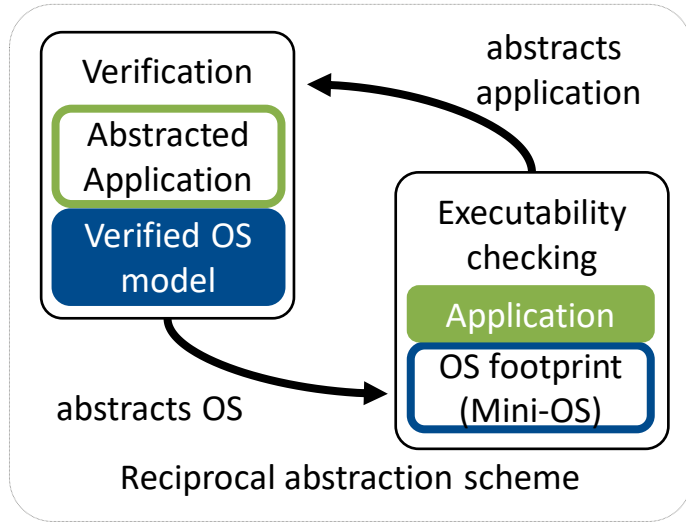 Verification
Abstracted
Application
Verified OS
model
abstracts
application
Executability
checking
Application
OS footprint
(Mini-OS)
abstracts OS
Reciprocal abstraction scheme